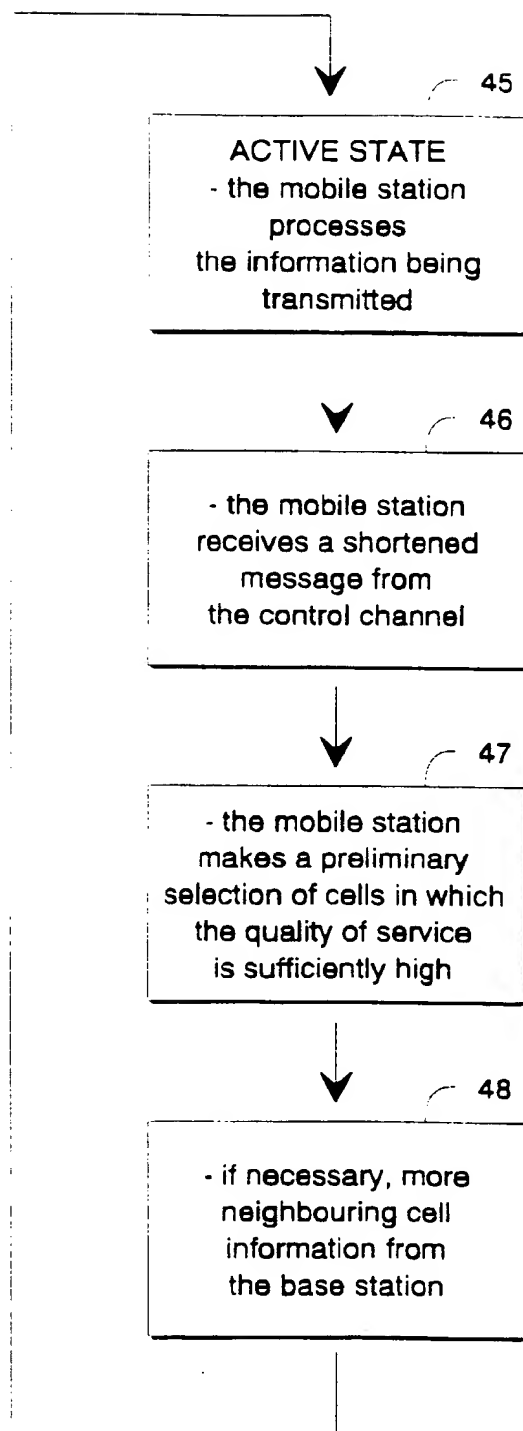 45
ACTIVE STATE
- the mobile station
processes
the information being
transmitted
46
- the mobile station
receives a shortened
message from
the control channel
47
- the mobile station
makes a preliminary
selection of cells in which
the quality of service
is sufficiently high
48
- if necessary, more
neighbouring cell
information from
the base station